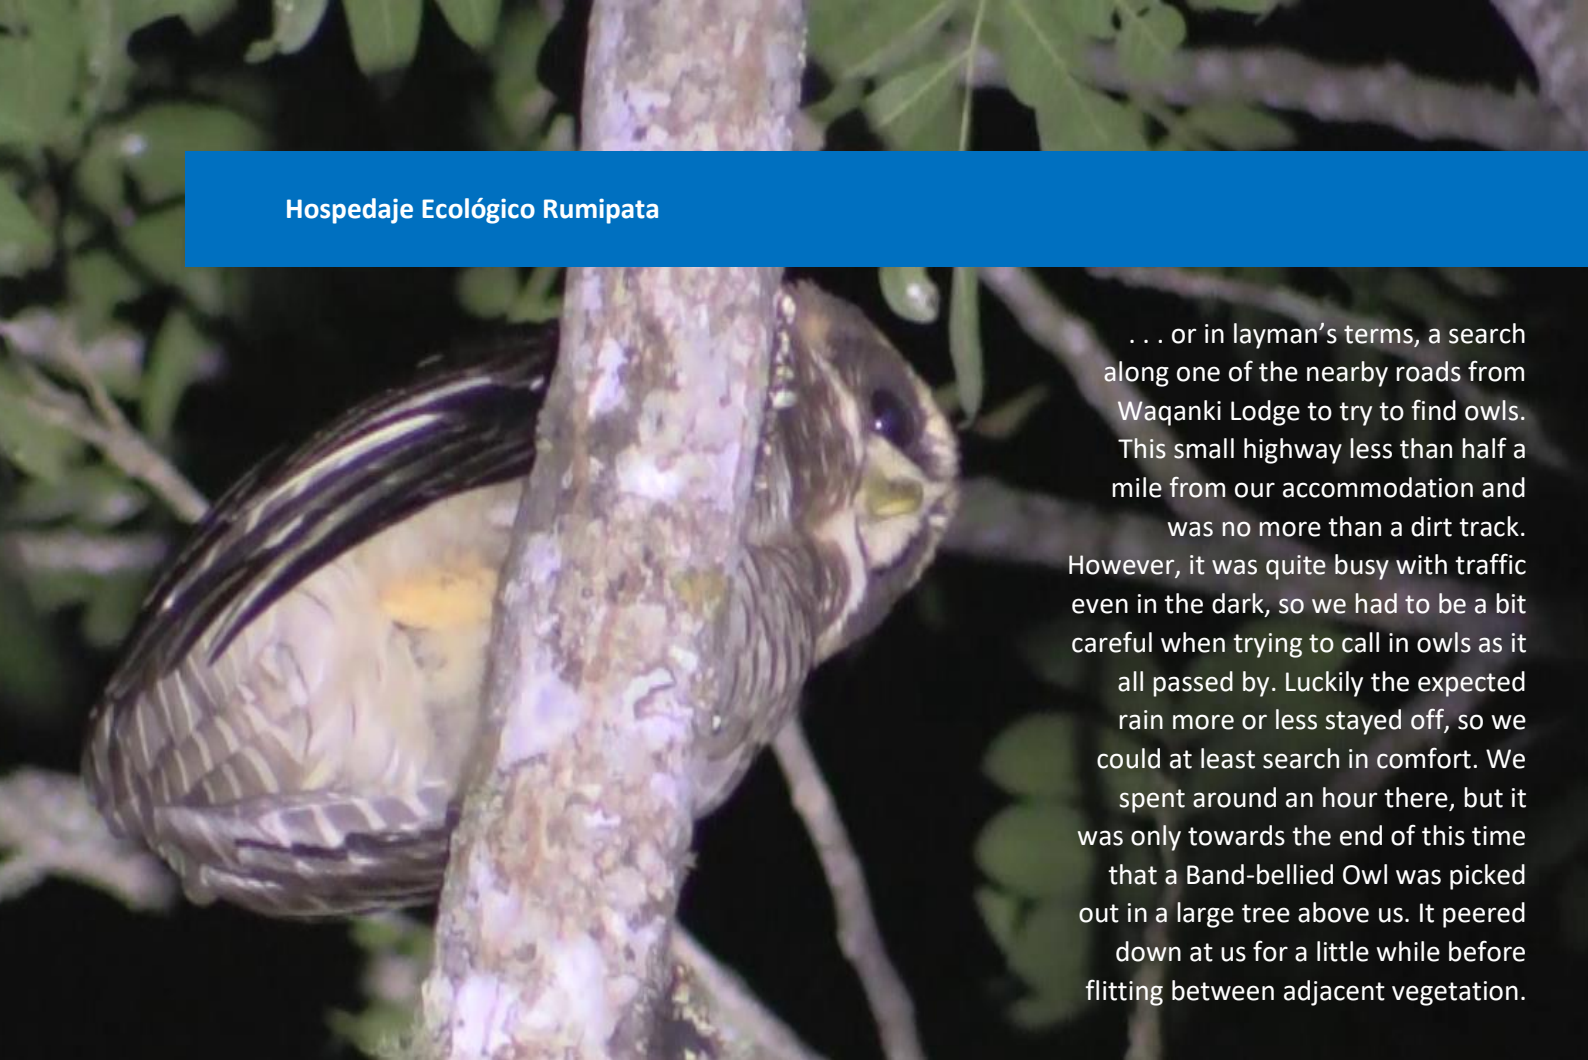 Hospedaje Ecológico Rumipata
. . . or in layman’s terms, a search
along one of the nearby roads from
Waqanki Lodge to try to find owls.
This small highway less than half a
mile from our accommodation and
was no more than a dirt track.
However, it was quite busy with traffic
even in the dark, so we had to be a bit
careful when trying to call in owls as it
all passed by. Luckily the expected
rain more or less stayed off, so we
could at least search in comfort. We
spent around an hour there, but it
was only towards the end of this time
that a Band-bellied Owl was picked
out in a large tree above us. It peered
down at us for a little while before
flitting between adjacent vegetation.